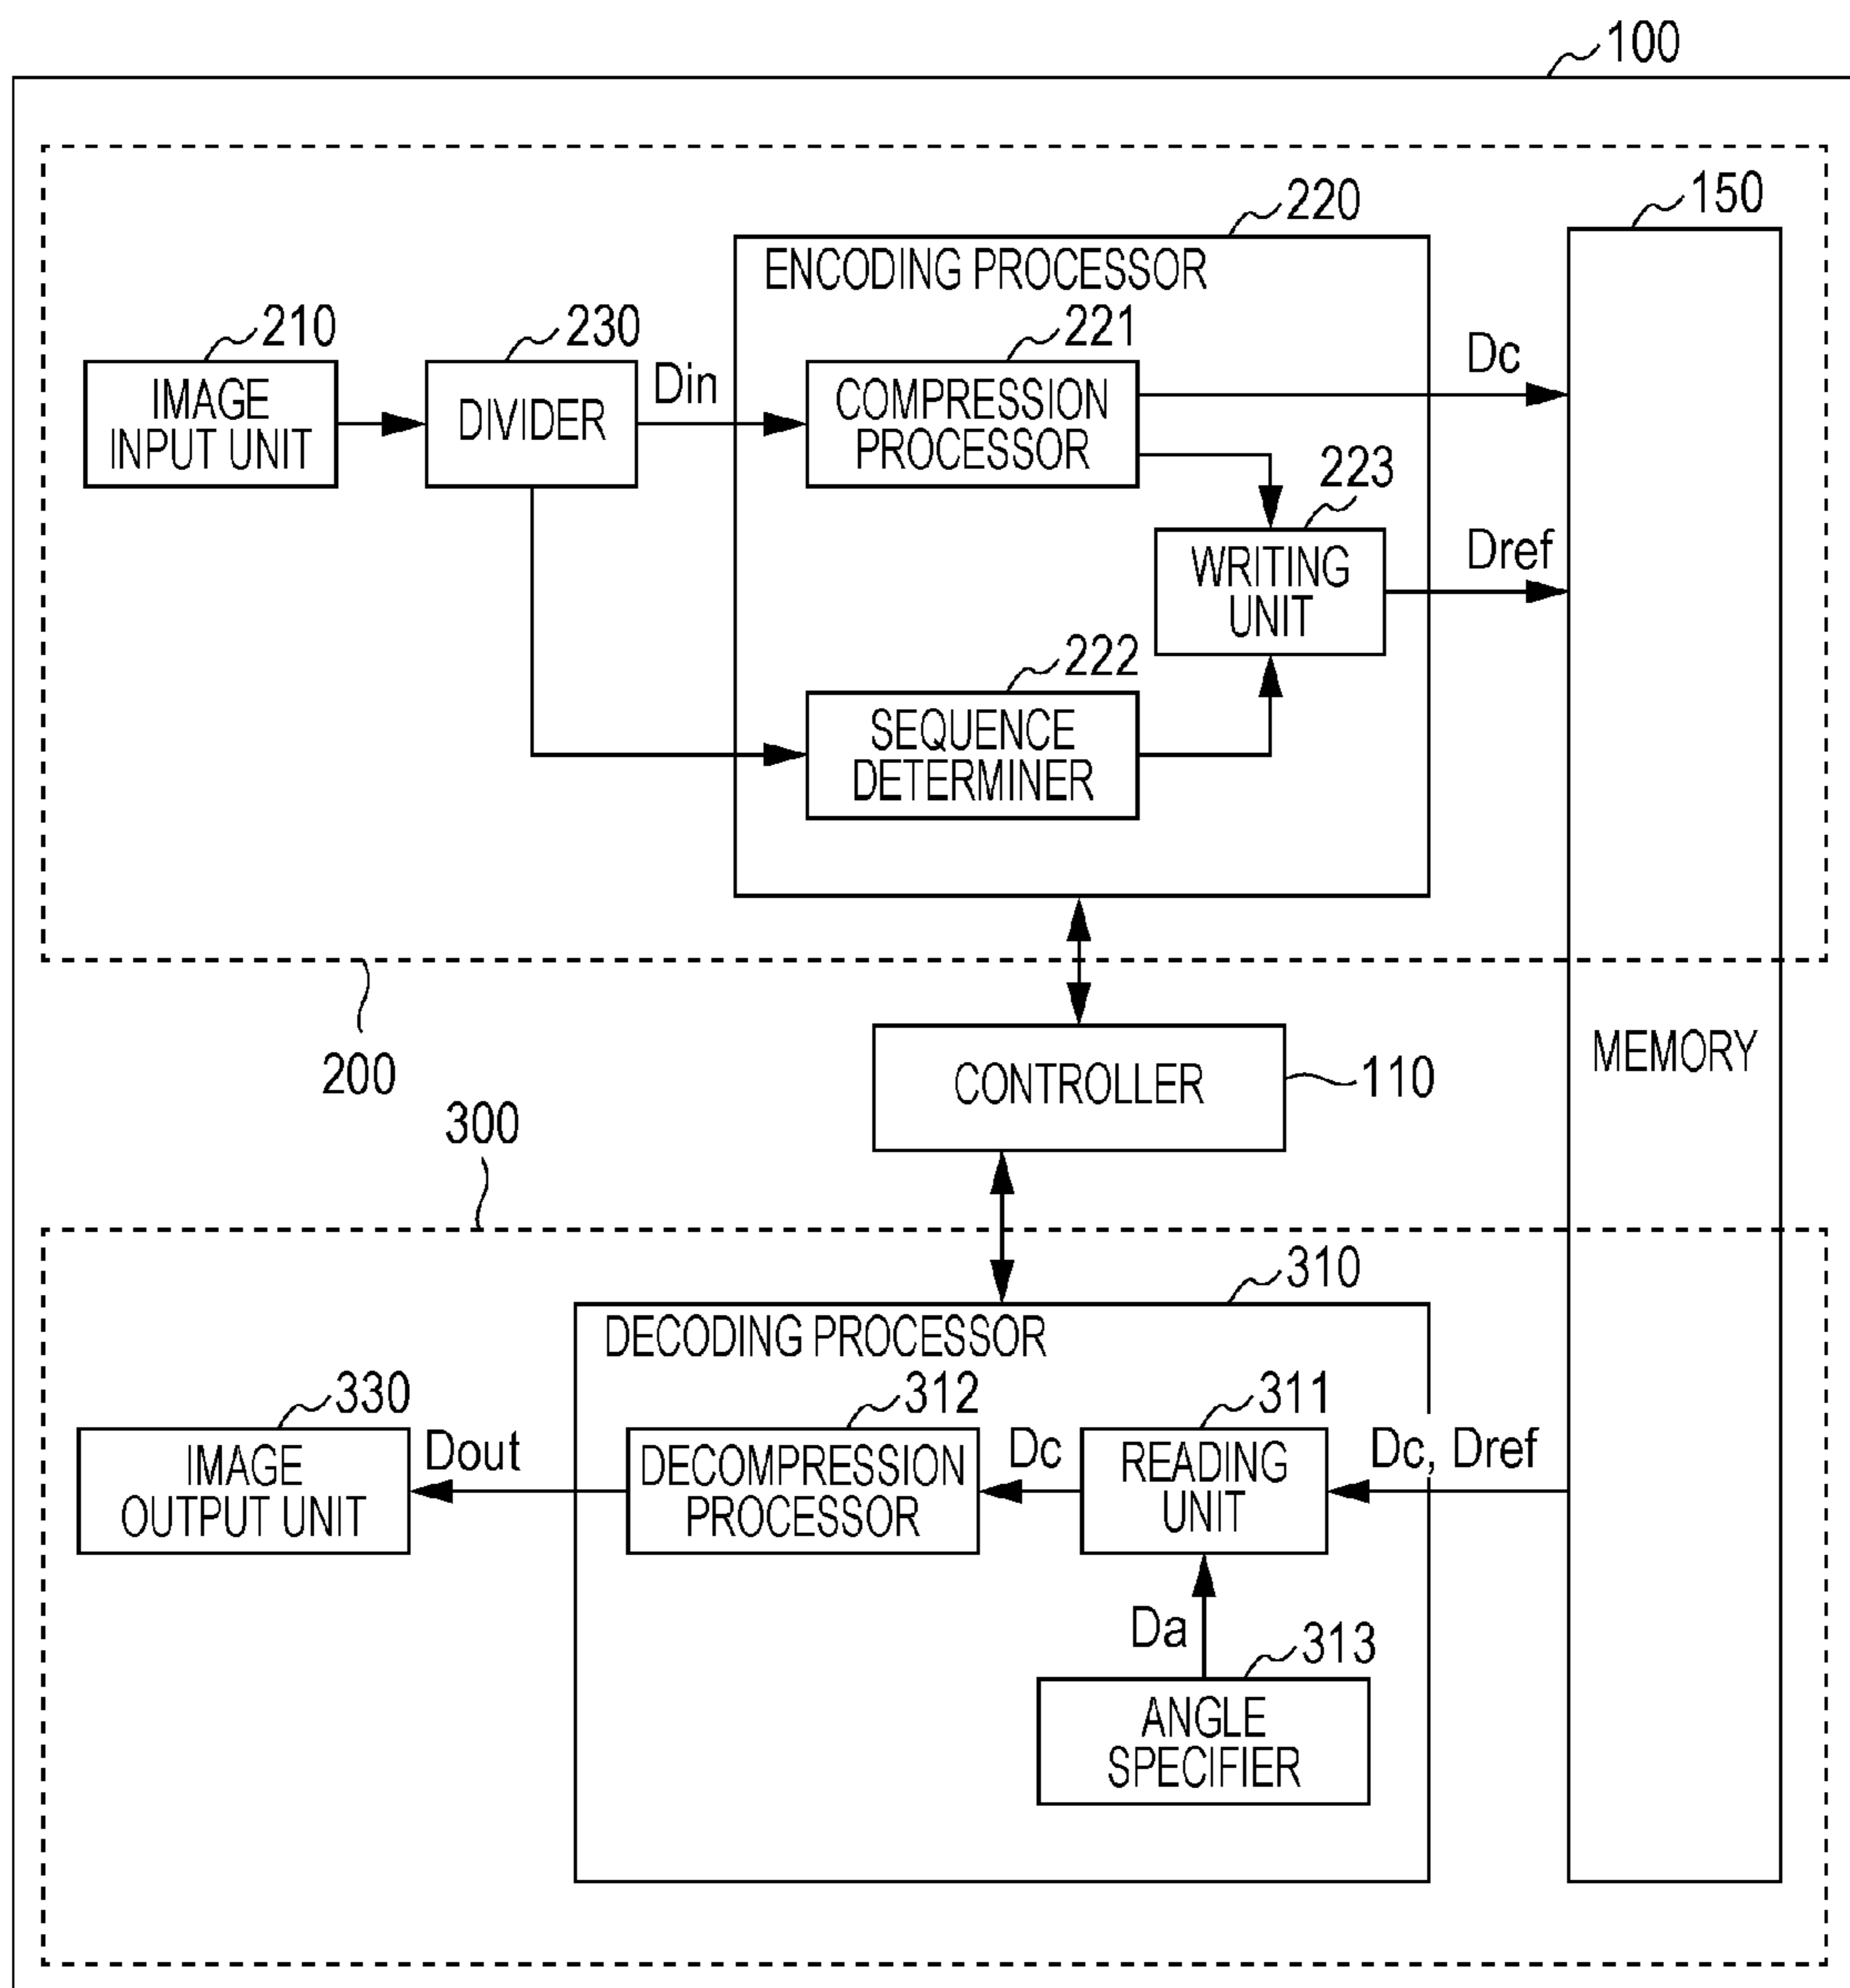 100
220
150
ENCODING PROCESSOR
210
230
221
Dc
Din
IMAGE
INPUT UNIT
DIVIDER
COMPRESSION
PROCESSOR
223
Dref
WRITING
UNIT
222
SEQUENCE
DETERMINER
200
CONTROLLER
110
MEMORY
300
310
DECODING PROCESSOR
330
312
311
Dout
Dc
Dc, Dref
IMAGE
OUTPUT UNIT
DECOMPRESSION
PROCESSOR
READING
UNIT
Da
313
ANGLE
SPECIFIER